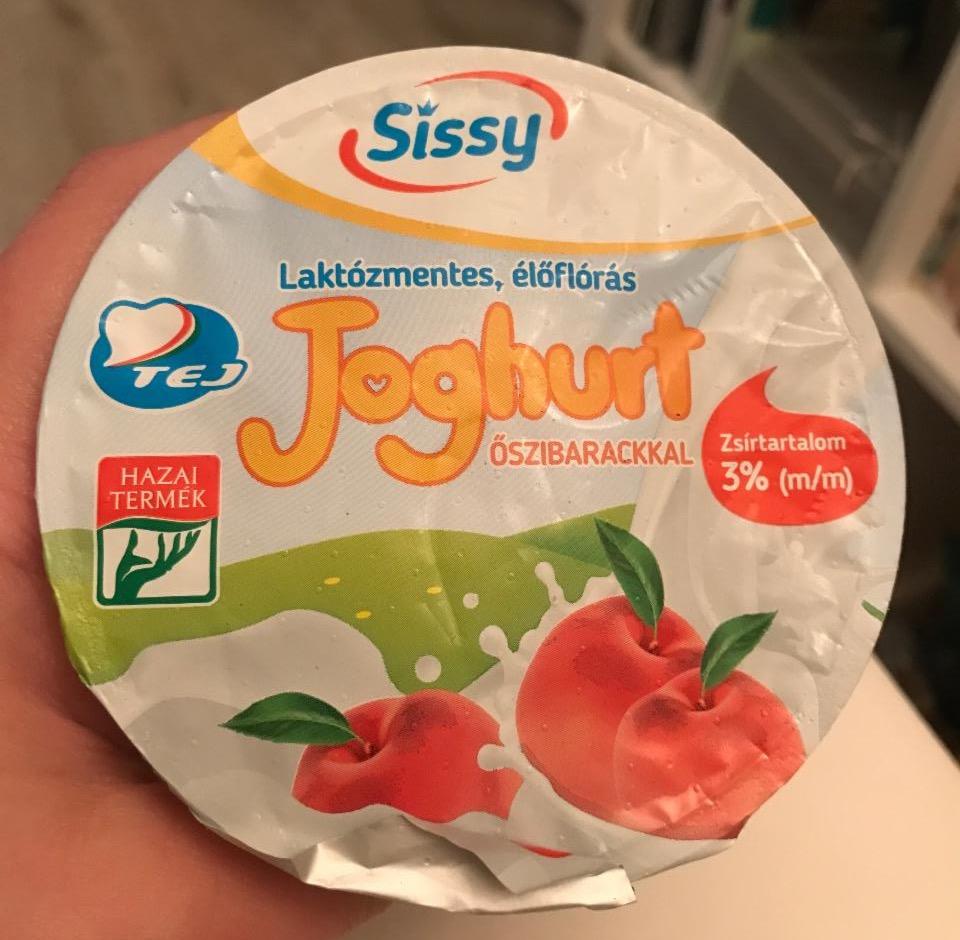 Sissy
Laktózmentes, élőflórás
Joghurt
ŐSZIBARACKKAL
TEJ
HAZAI
TERMÉK
Zsírtartalom
3% (m/m)